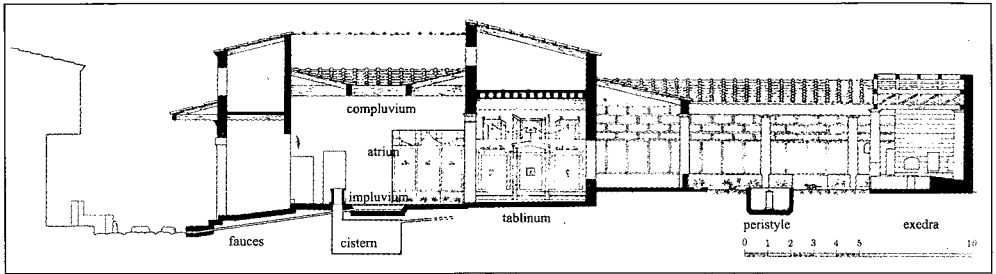 compluvium
atrium
impluvium
fauces
cistern
tablinum
peristyle
exedra
0 1 2 3 4 5 10